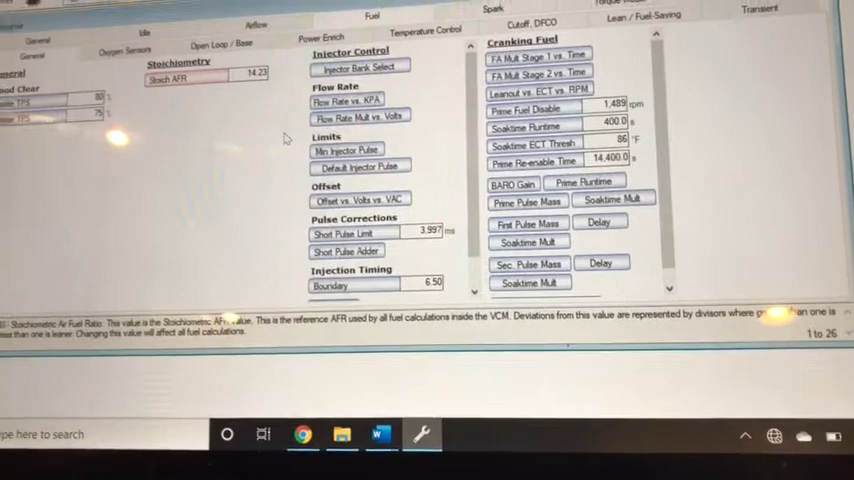 Fuel
Spark
Idle
Airflow
General
General
Oxygen Sensors
Open Loop / Base
Power Enrich
Temperature Control
Cutoff, DFCO
Lean / Fuel-Saving
Transient
Stoichiometry
Stoich AFR 14.23
TPS 80 %
TPS 75 %
Injector Control
Injector Bank Select
Flow Rate
Flow Rate vs. KPA
Flow Rate Mult vs. Volts
Limits
Min Injector Pulse
Default Injector Pulse
Offset
Offset vs. Volts vs. VAC
Pulse Corrections
Short Pulse Limit 3.997 ms
Short Pulse Adder
Injection Timing
Boundary 6.50
Cranking Fuel
FA Mult Stage 1 vs. Time
FA Mult Stage 2 vs. Time
Leanout vs. ECT vs. RPM
Prime Fuel Disable 1,489 rpm
Soaktime Runtime 400.0 s
Soaktime ECT Thresh 86 °F
Prime Re-enable Time 14,400.0 s
BARO Gain Prime Runtime
Prime Pulse Mass Soaktime Mult
First Pulse Mass Delay
Soaktime Mult
Sec. Pulse Mass Delay
Soaktime Mult
Stoichiometric Air Fuel Ratio: This value is the Stoichiometric AFR value. This is the reference AFR used by all fuel calculations inside the VCM. Deviations from this value are represented by divisors where than one is
than one is leaner. Changing this value will affect all fuel calculations.
1 to 26
here to search